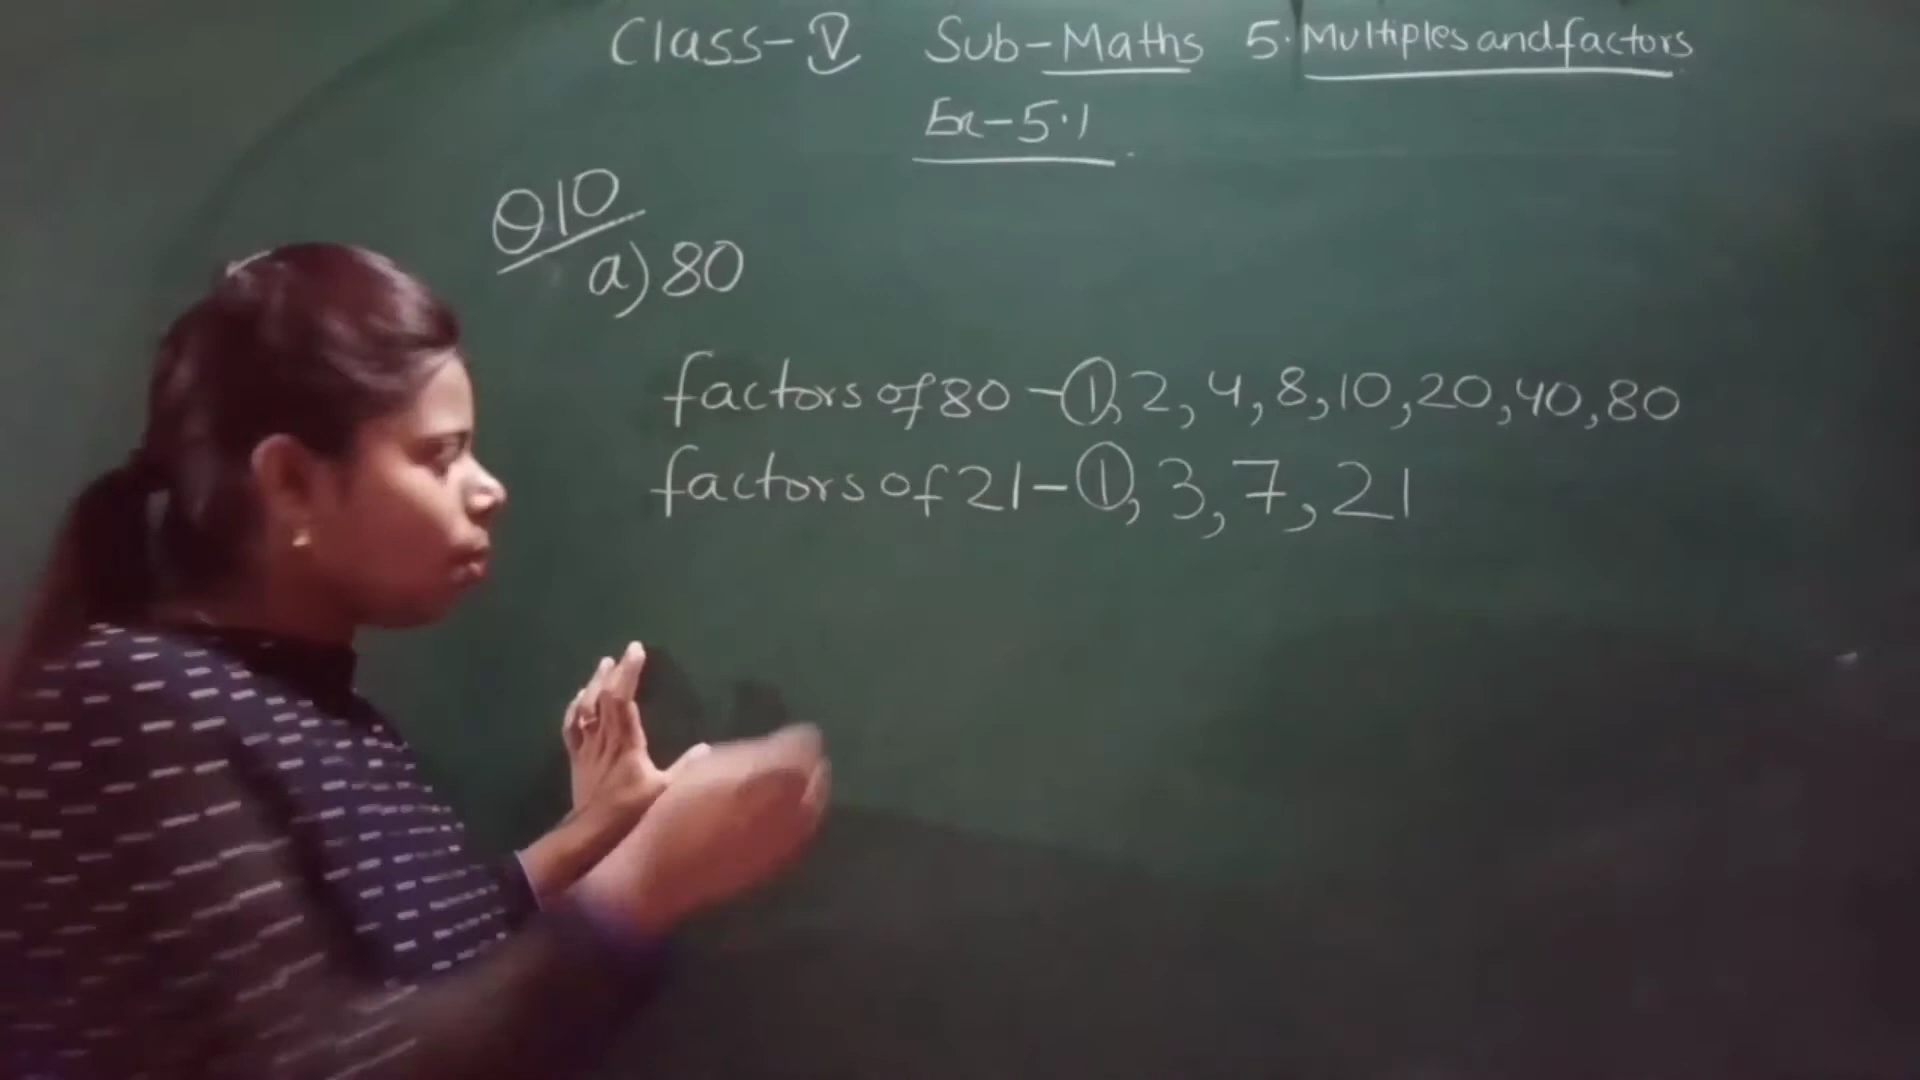 Class-V Sub-Maths 5. Multiples and factors
Ex-5.1
Q10
a) 80
factors of 80 - 1, 2, 4, 8, 10, 20, 40, 80
factors of 21 - 1, 3, 7, 21